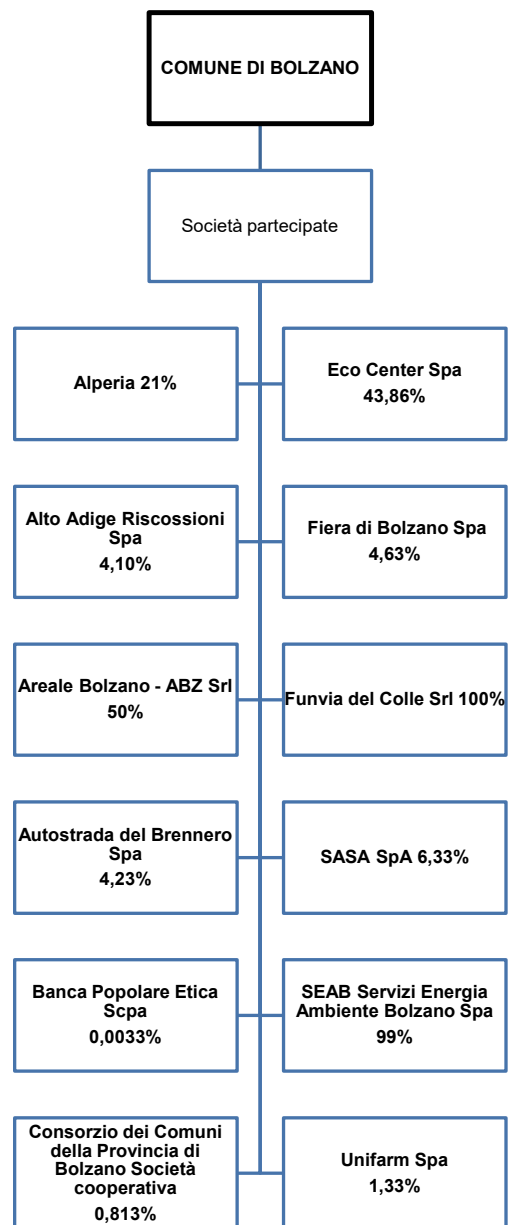 COMUNE DI BOLZANO
Società partecipate
Alperia 21%
Eco Center Spa
43,86%
Alto Adige Riscossioni
Spa
4,10%
Fiera di Bolzano Spa
4,63%
Areale Bolzano - ABZ Srl
50%
Funvia del Colle Srl 100%
Autostrada del Brennero
Spa
4,23%
SASA SpA 6,33%
Banca Popolare Etica
Scpa
0,0033%
SEAB Servizi Energia
Ambiente Bolzano Spa
99%
Consorzio dei Comuni
della Provincia di
Bolzano Società
cooperativa
0,813%
Unifarm Spa
1,33%